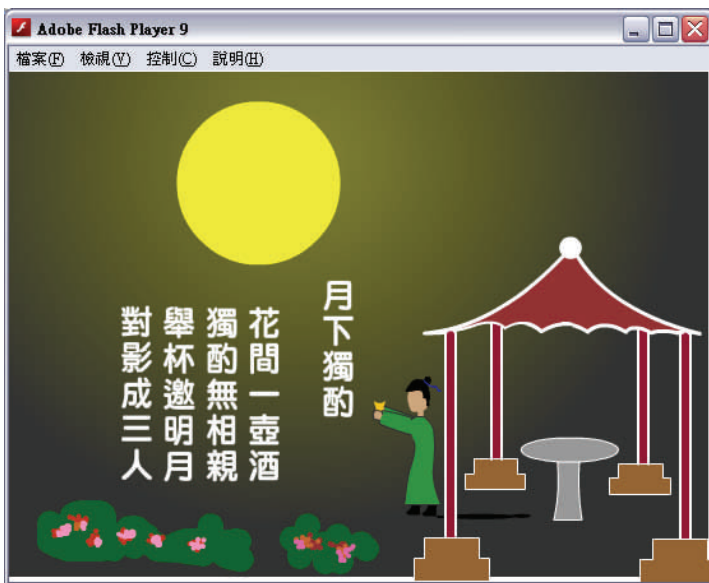 Adobe Flash Player 9
檔案(F) 檢視(V) 控制(C) 說明(H)
月下獨酌
花間一壺酒
獨酌無相親
舉杯邀明月
對影成三人